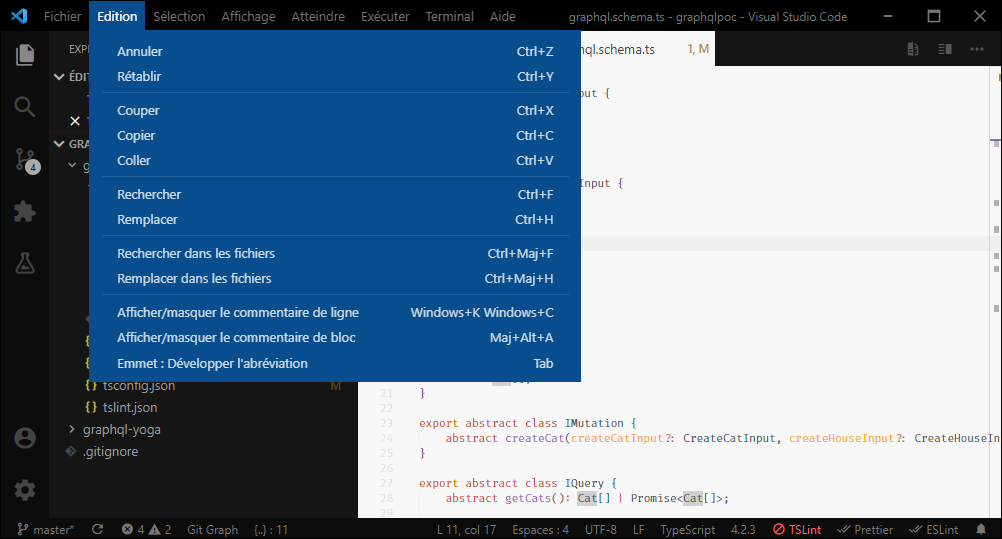 Fichier Edition Sélection Affichage Atteindre Exécuter Terminal Aide graphql.schema.ts - graphqlpoc - Visual Studio Code
Annuler Ctrl+Z
Rétablir Ctrl+Y
Couper Ctrl+X
Copier Ctrl+C
Coller Ctrl+V
Rechercher Ctrl+F
Remplacer Ctrl+H
Rechercher dans les fichiers Ctrl+Maj+F
Remplacer dans les fichiers Ctrl+Maj+H
Afficher/masquer le commentaire de ligne Windows+K Windows+C
Afficher/masquer le commentaire de bloc Maj+Alt+A
Emmet : Développer l'abréviation Tab
EXP
ÉDIT
GRA
4
{} tsconfig.json M
{} tslint.json
graphql-yoga
.gitignore
hql.schema.ts 1, M
put {
Input {
21 }
22
23 export abstract class IMutation {
24 abstract createCat(createCatInput?: CreateCatInput, createHouseInput?: CreateHouseIn
25 }
26
27 export abstract class IQuery {
28 abstract getCats(): Cat[] | Promise<Cat[]>;
29
master* 4 2 Git Graph {..} : 11 L 11, col 17 Espaces : 4 UTF-8 LF TypeScript 4.2.3 TSLint Prettier ESLint